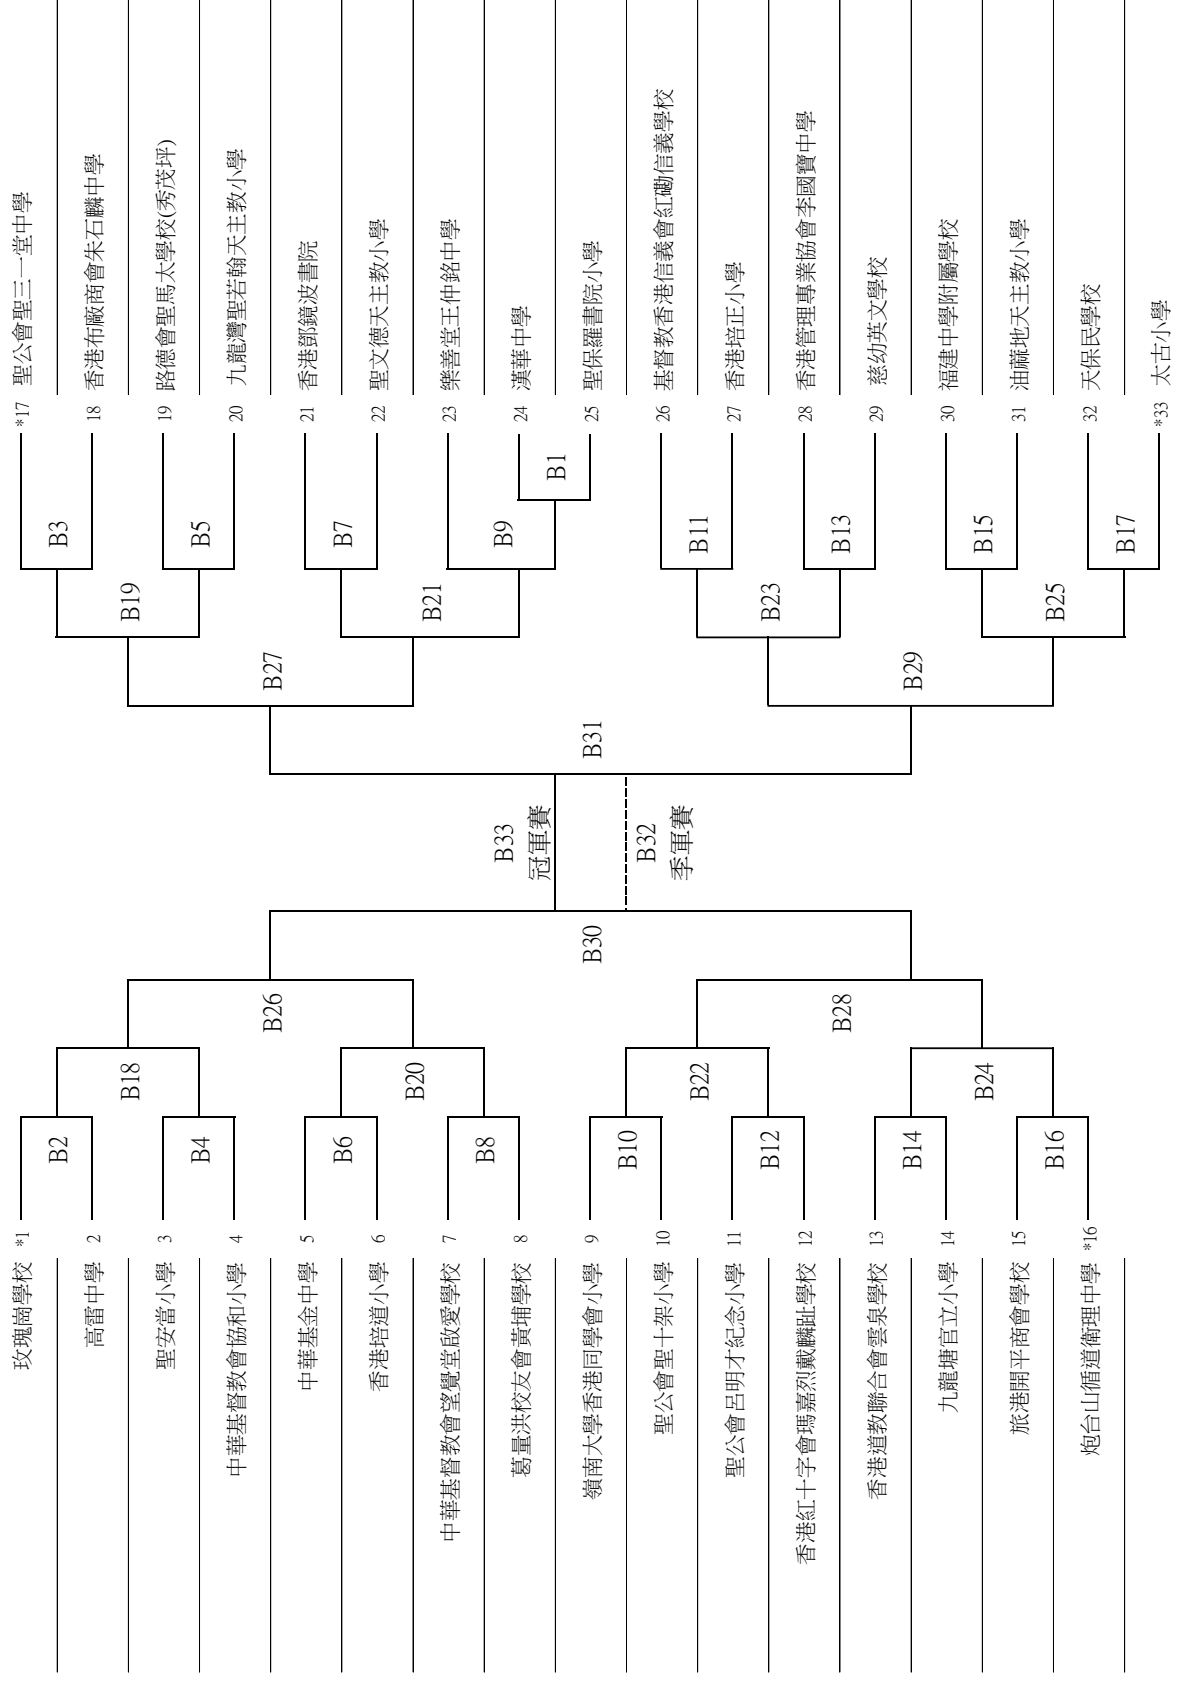 玫瑰崗學校 *1
高雷中學 2
聖安當小學 3
中華基督教會協和小學 4
中華基金中學 5
香港培道小學 6
中華基督教會望覺堂啟愛學校 7
葛量洪校友會黃埔學校 8
嶺南大學香港同學會小學 9
聖公會聖十架小學 10
聖公會呂明才紀念小學 11
香港紅十字會瑪嘉烈戴麟趾學校 12
香港道教聯合會雲泉學校 13
九龍塘官立小學 14
旅港開平商會學校 15
炮台山循道衛理中學 *16
B2
B4
B6
B8
B10
B12
B14
B16
B18
B20
B22
B24
B26
B28
B30
B33
冠軍賽
B32
季軍賽
B31
B27
B29
B19
B21
B23
B25
B3
B5
B7
B9
B11
B13
B15
B17
B1
*17 聖公會聖三一堂中學
18 香港布廠商會朱石麟中學
19 路德會聖馬太學校(秀茂坪)
20 九龍灣聖若翰天主教小學
21 香港鄧鏡波書院
22 聖文德天主教小學
23 樂善堂王仲銘中學
24 漢華中學
25 聖保羅書院小學
26 基督教香港信義會紅磡信義學校
27 香港培正小學
28 香港管理專業協會李國寶中學
29 慈幼英文學校
30 福建中學附屬學校
31 油蔴地天主教小學
32 天保民學校
*33 太古小學